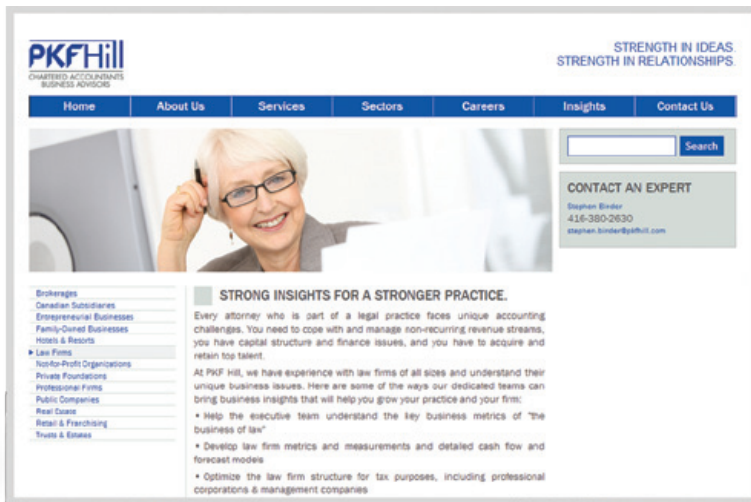 PKFHill
CHARTERED ACCOUNTANTS
BUSINESS ADVISORS
STRENGTH IN IDEAS.
STRENGTH IN RELATIONSHIPS.
Home About Us Services Sectors Careers Insights Contact Us
Search
CONTACT AN EXPERT
Stephen Binder
416-380-2630
stephen.binder@pkfhill.com
Brokerages
Canadian Subsidiaries
Entrepreneurial Businesses
Family-Owned Businesses
Hotels & Resorts
Law Firms
Not-for-Profit Organizations
Private Foundations
Professional Firms
Public Companies
Real Estate
Retail & Franchising
Trusts & Estates
STRONG INSIGHTS FOR A STRONGER PRACTICE.
Every attorney who is part of a legal practice faces unique accounting
challenges. You need to cope with and manage non-recurring revenue streams,
you have capital structure and finance issues, and you have to acquire and
retain top talent.
At PKF Hill, we have experience with law firms of all sizes and understand their
unique business issues. Here are some of the ways our dedicated teams can
bring business insights that will help you grow your practice and your firm:
• Help the executive team understand the key business metrics of "the
business of law"
• Develop law firm metrics and measurements and detailed cash flow and
forecast models
• Optimize the law firm structure for tax purposes, including professional
corporations & management companies